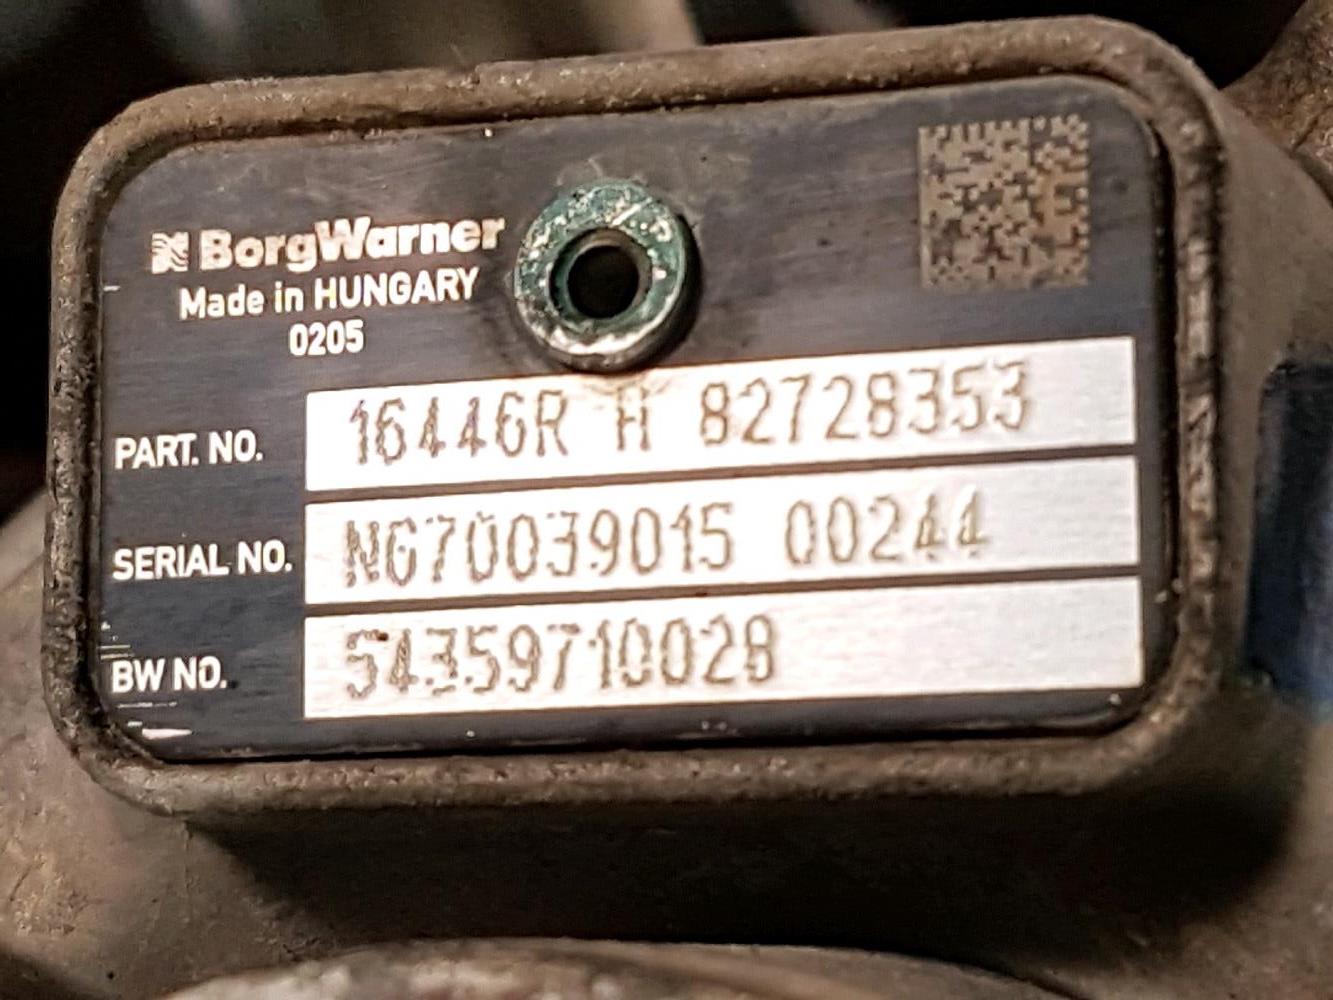 BorgWarner
Made in HUNGARY
0205
PART. NO. 16446R H 82728353
SERIAL NO. NG70039015 00244
BW NO. 54359710028